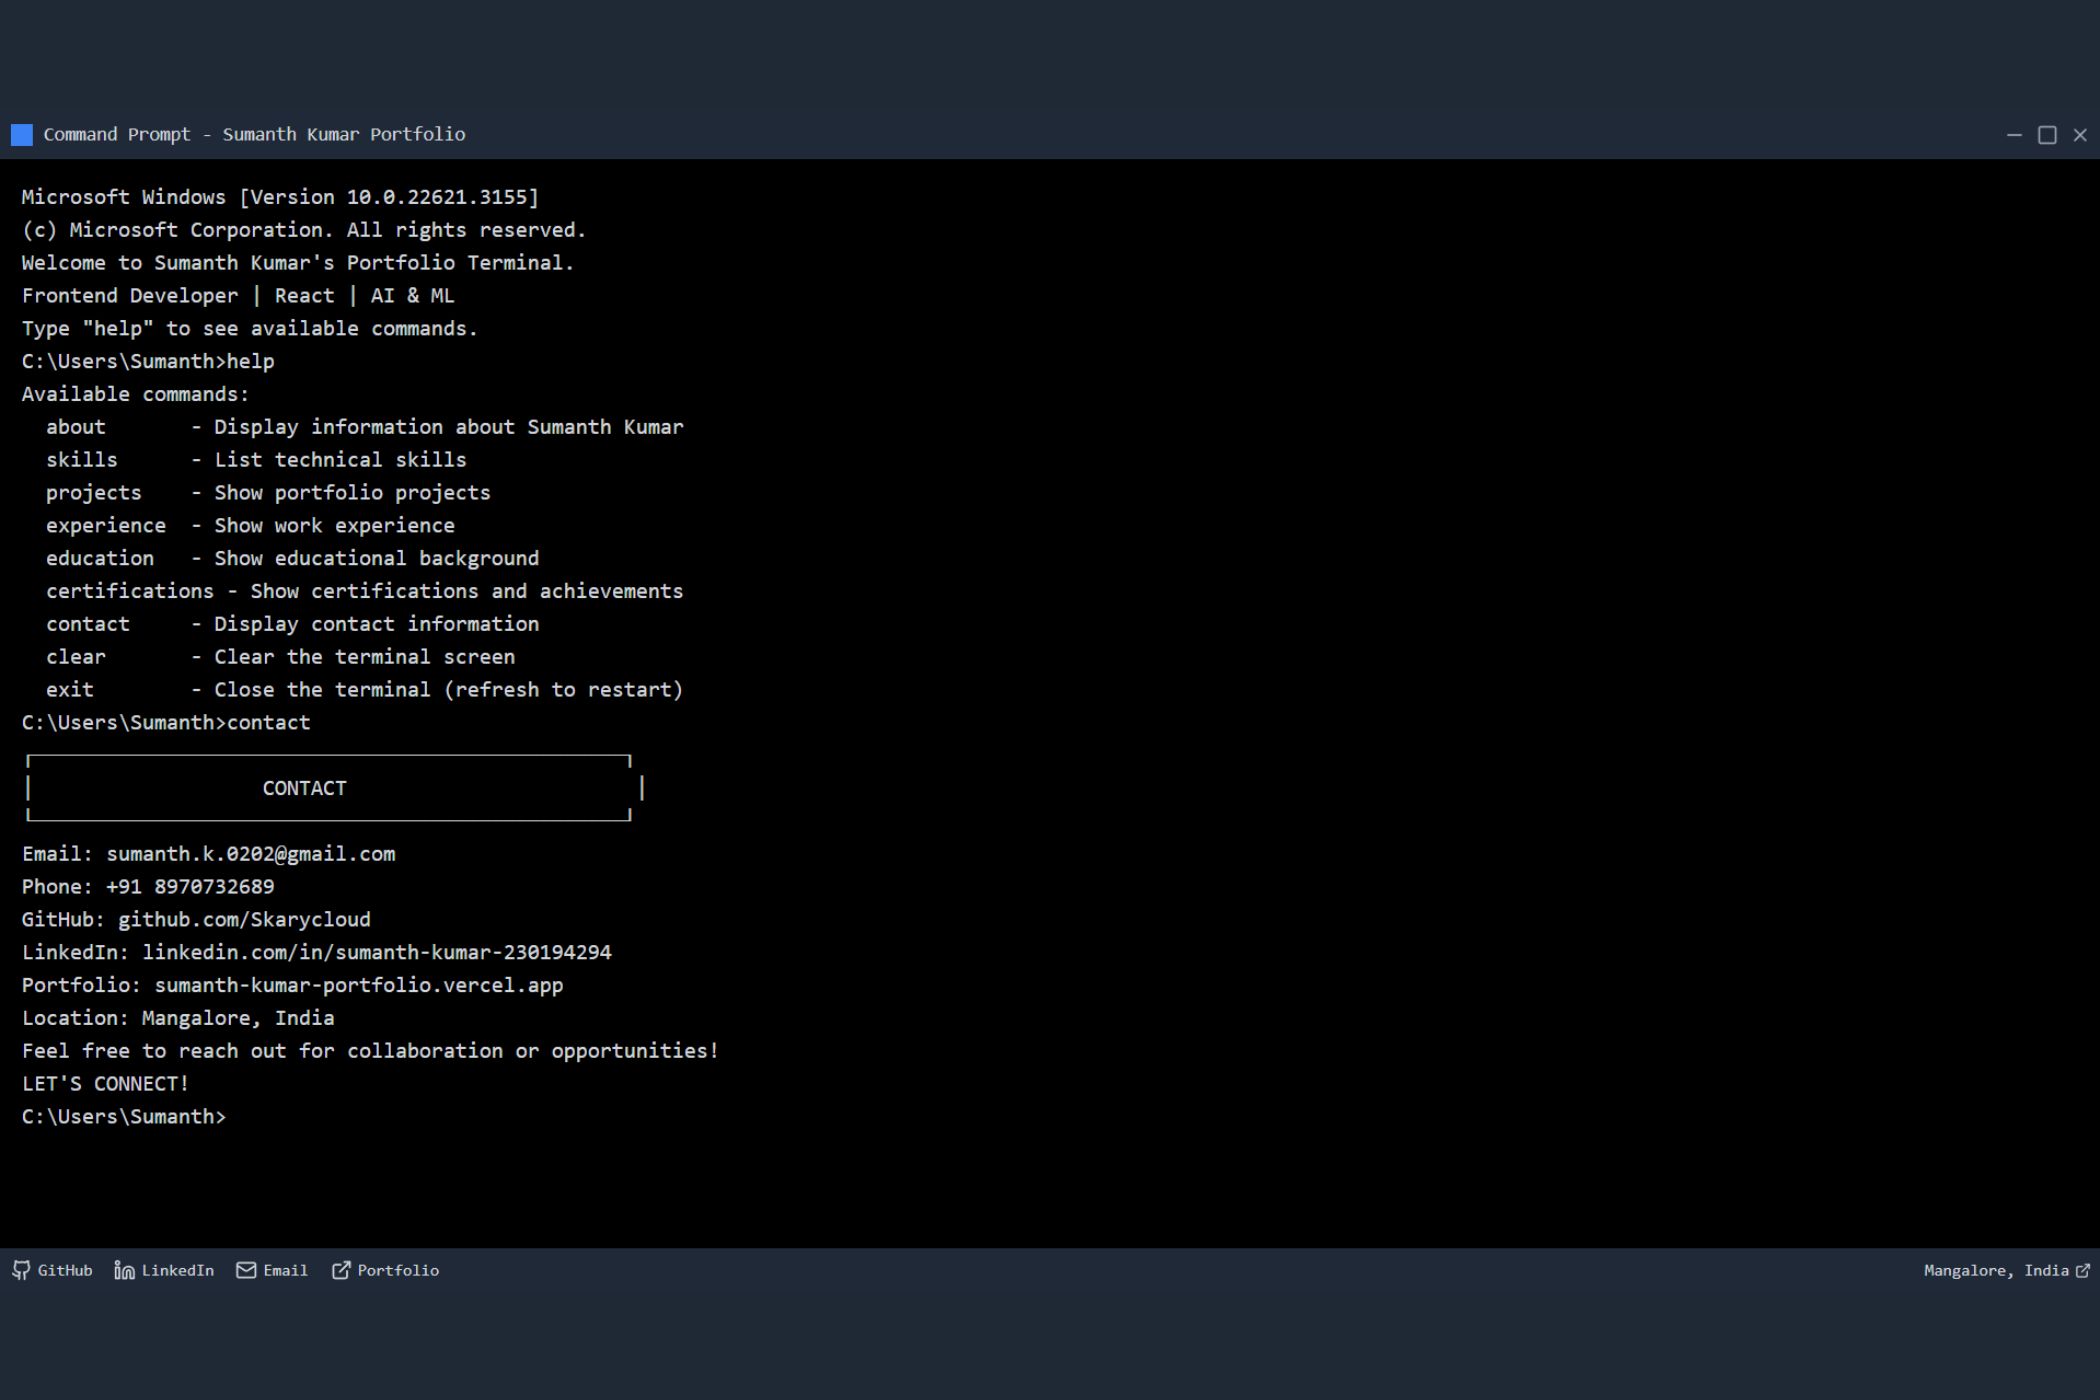 Command Prompt - Sumanth Kumar Portfolio
Microsoft Windows [Version 10.0.22621.3155]
(c) Microsoft Corporation. All rights reserved.
Welcome to Sumanth Kumar's Portfolio Terminal.
Frontend Developer | React | AI & ML
Type "help" to see available commands.
C:\Users\Sumanth>help
Available commands:
  about       - Display information about Sumanth Kumar
  skills      - List technical skills
  projects    - Show portfolio projects
  experience  - Show work experience
  education   - Show educational background
  certifications - Show certifications and achievements
  contact     - Display contact information
  clear       - Clear the terminal screen
  exit        - Close the terminal (refresh to restart)
C:\Users\Sumanth>contact
CONTACT
Email: sumanth.k.0202@gmail.com
Phone: +91 8970732689
GitHub: github.com/Skarycloud
LinkedIn: linkedin.com/in/sumanth-kumar-230194294
Portfolio: sumanth-kumar-portfolio.vercel.app
Location: Mangalore, India
Feel free to reach out for collaboration or opportunities!
LET'S CONNECT!
C:\Users\Sumanth>
GitHub LinkedIn Email Portfolio Mangalore, India